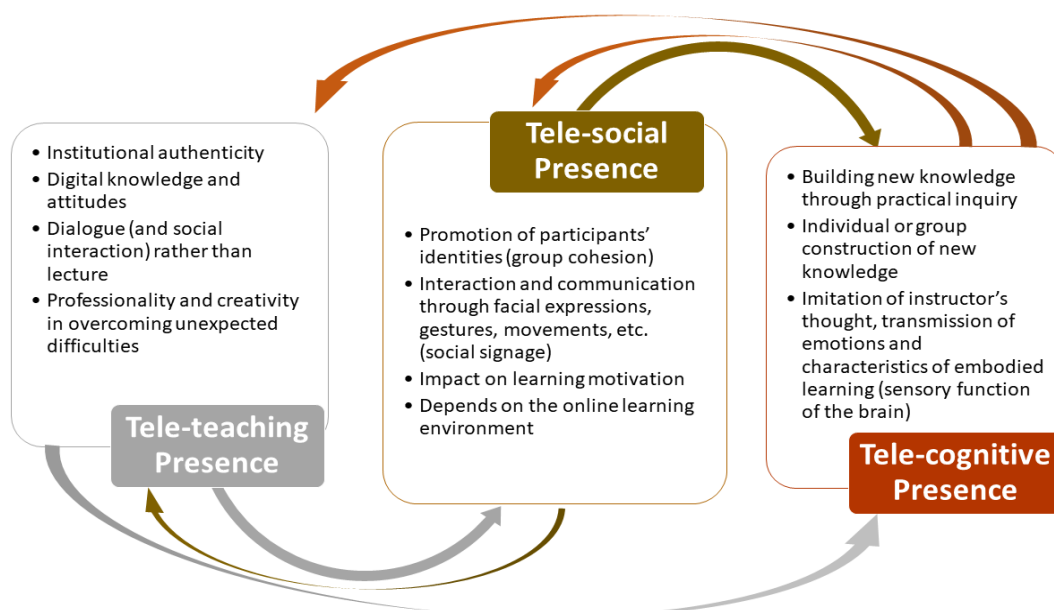 • Institutional authenticity
• Digital knowledge and
attitudes
• Dialogue (and social
interaction) rather than
lecture
• Professionality and creativity
in overcoming unexpected
difficulties
Tele-teaching
Presence
Tele-social
Presence
• Promotion of participants’
identities (group cohesion)
• Interaction and communication
through facial expressions,
gestures, movements, etc.
(social signage)
• Impact on learning motivation
• Depends on the online learning
environment
• Building new knowledge
through practical inquiry
• Individual or group
construction of new
knowledge
• Imitation of instructor’s
thought, transmission of
emotions and
characteristics of embodied
learning (sensory function
of the brain)
Tele-cognitive
Presence